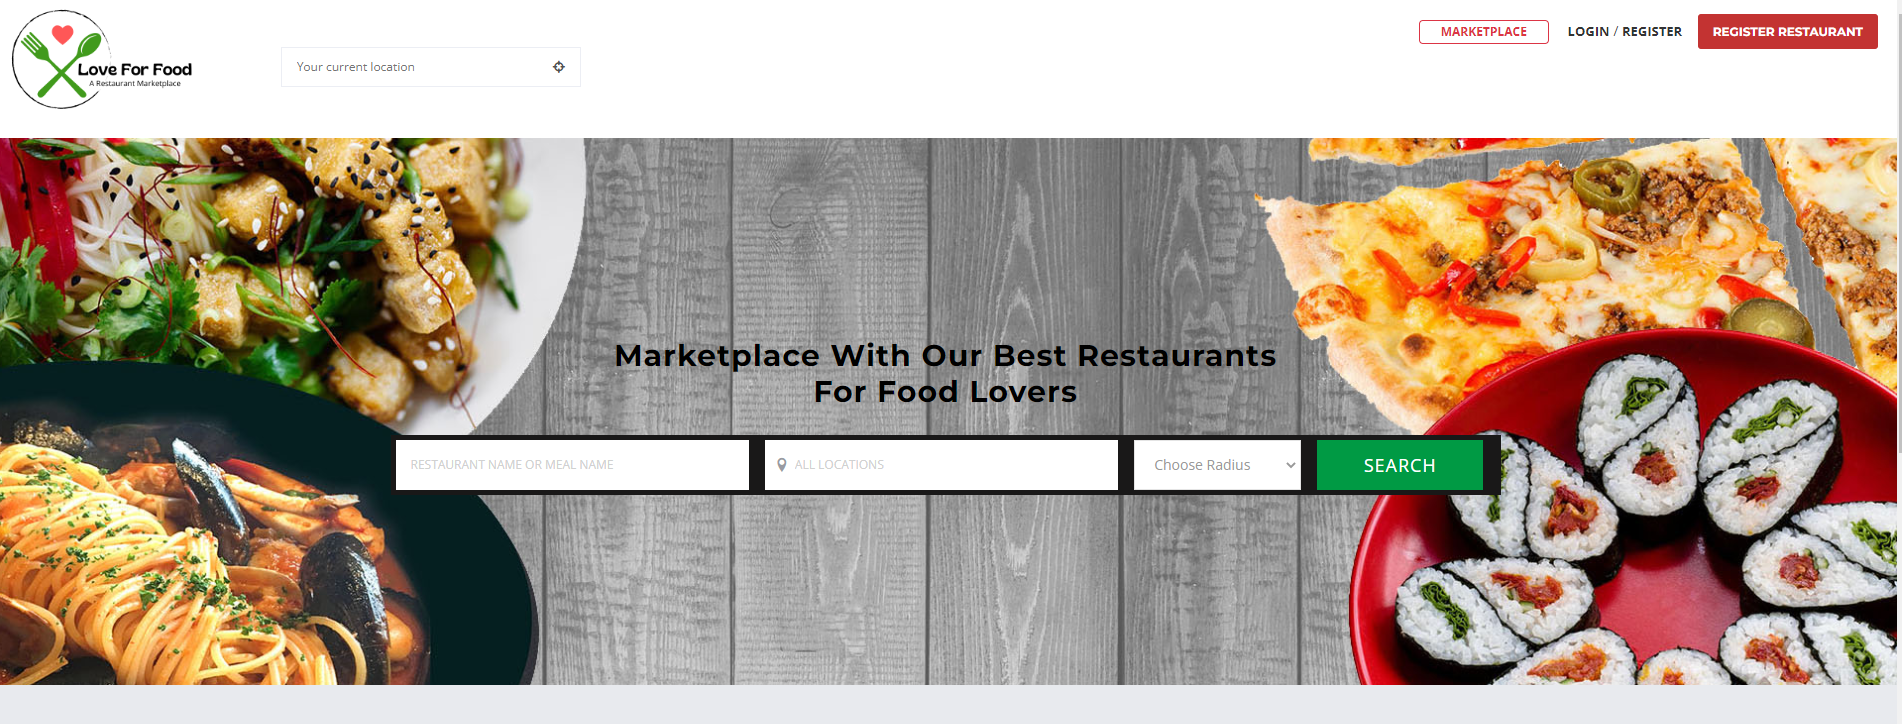 Love For Food
A Restaurant Marketplace
Your current location
MARKETPLACE
LOGIN / REGISTER
REGISTER RESTAURANT
Marketplace With Our Best Restaurants
For Food Lovers
RESTAURANT NAME OR MEAL NAME
ALL LOCATIONS
Choose Radius
SEARCH